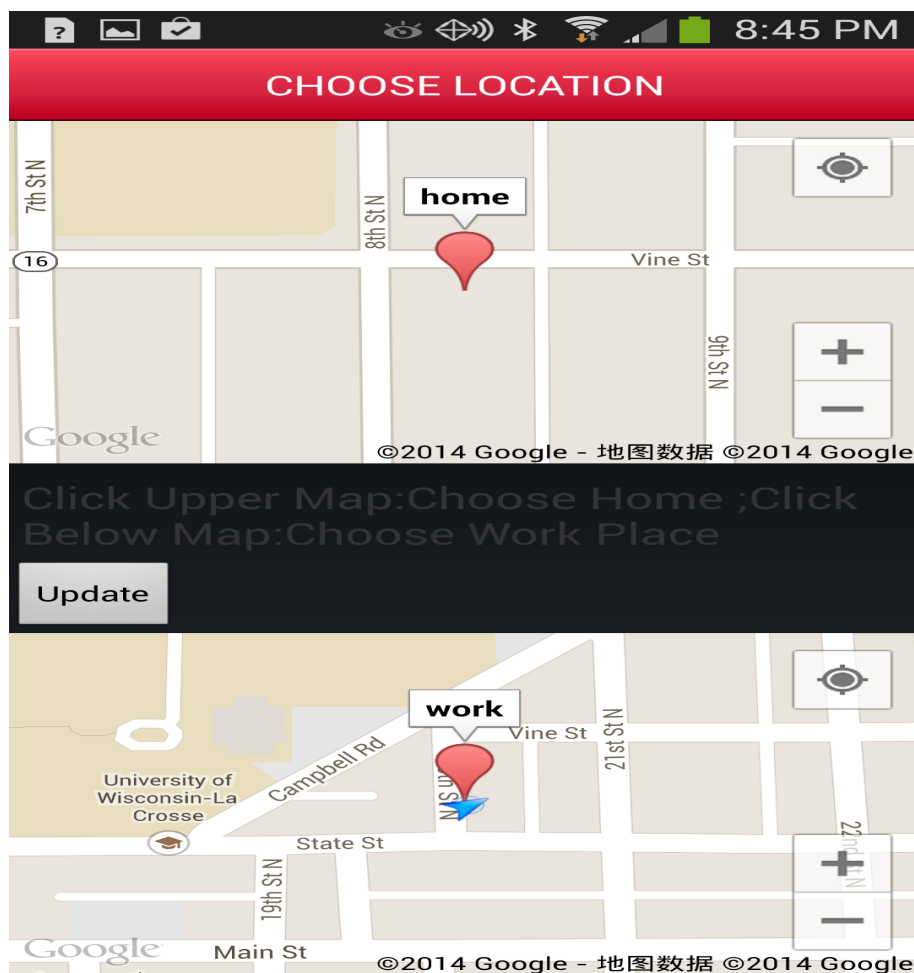 8:45 PM
CHOOSE LOCATION
7th St N
8th St N
home
16
Vine St
9th St N
Google
©2014 Google - 地图数据 ©2014 Google
Click Upper Map:Choose Home ;Click
Below Map:Choose Work Place
Update
work
Vine St
21st St N
Campbell Rd
University of
Wisconsin-La
Crosse
State St
22nd St N
19th St N
Google
Main St
©2014 Google - 地图数据 ©2014 Google